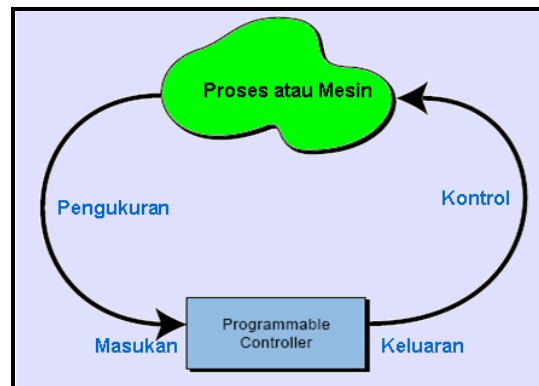 Proses atau Mesin
Pengukuran
Kontrol
Masukan
Programmable
Controller
Keluaran